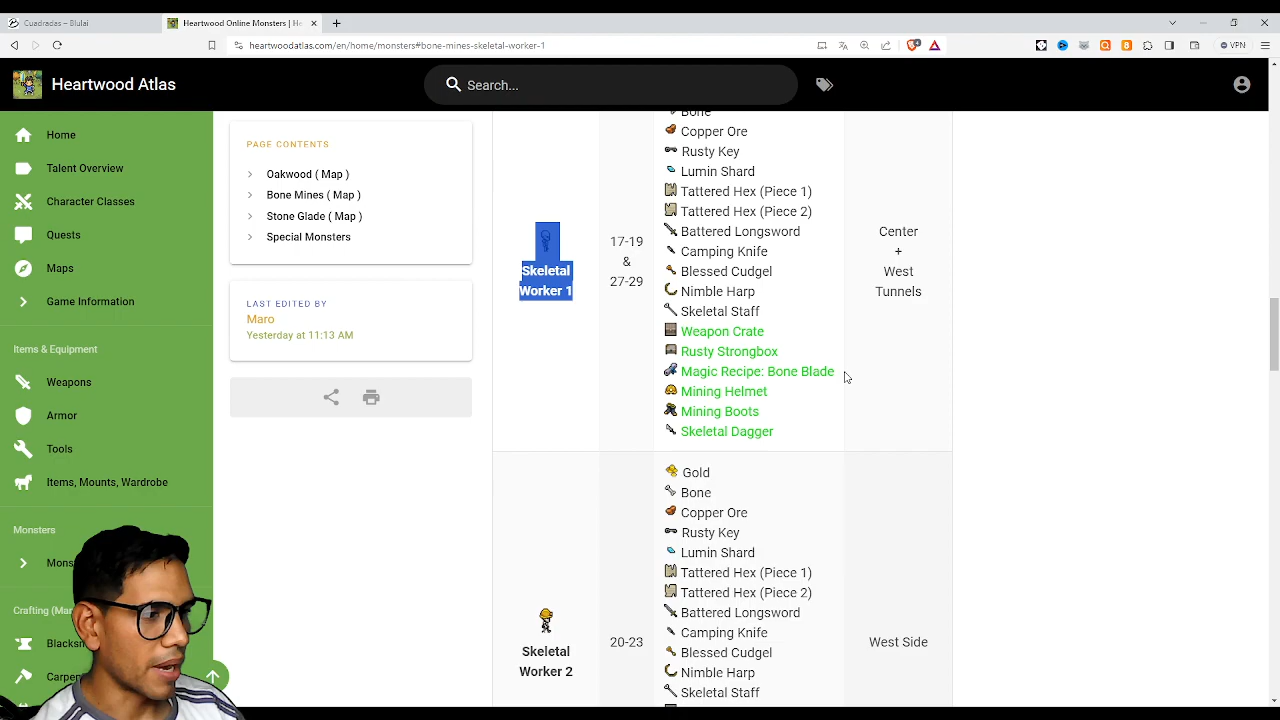 Cuadradas – Blulai
Heartwood Online Monsters | He
heartwoodatlas.com/en/home/monsters#bone-mines-skeletal-worker-1
VPN
Heartwood Atlas
Search...
Home
Talent Overview
Character Classes
Quests
Maps
Game Information
Items & Equipment
Weapons
Armor
Tools
Items, Mounts, Wardrobe
Monsters
Crafting
PAGE CONTENTS
Oakwood ( Map )
Bone Mines ( Map )
Stone Glade ( Map )
Special Monsters
LAST EDITED BY
Maro
Yesterday at 11:13 AM
Skeletal
Worker 1
17-19
&
27-29
Bone
Copper Ore
Rusty Key
Lumin Shard
Tattered Hex (Piece 1)
Tattered Hex (Piece 2)
Battered Longsword
Camping Knife
Blessed Cudgel
Nimble Harp
Skeletal Staff
Weapon Crate
Rusty Strongbox
Magic Recipe: Bone Blade
Mining Helmet
Mining Boots
Skeletal Dagger
Center
+
West
Tunnels
Skeletal
Worker 2
20-23
Gold
Bone
Copper Ore
Rusty Key
Lumin Shard
Tattered Hex (Piece 1)
Tattered Hex (Piece 2)
Battered Longsword
Camping Knife
Blessed Cudgel
Nimble Harp
Skeletal Staff
West Side